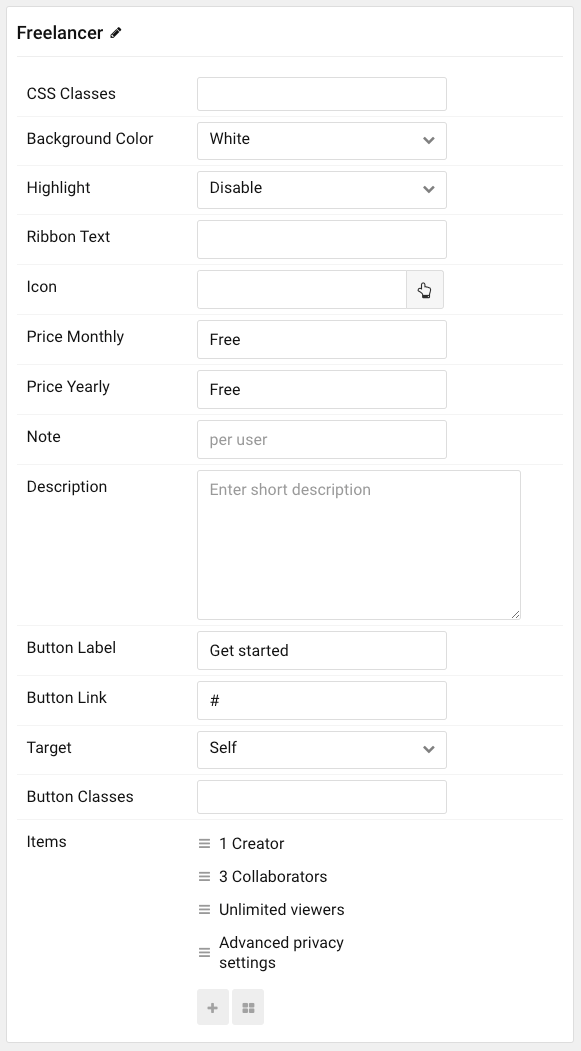 Freelancer
CSS Classes
Background Color White
Highlight Disable
Ribbon Text
Icon
Price Monthly Free
Price Yearly Free
Note per user
Description Enter short description
Button Label Get started
Button Link #
Target Self
Button Classes
Items 1 Creator
3 Collaborators
Unlimited viewers
Advanced privacy
settings